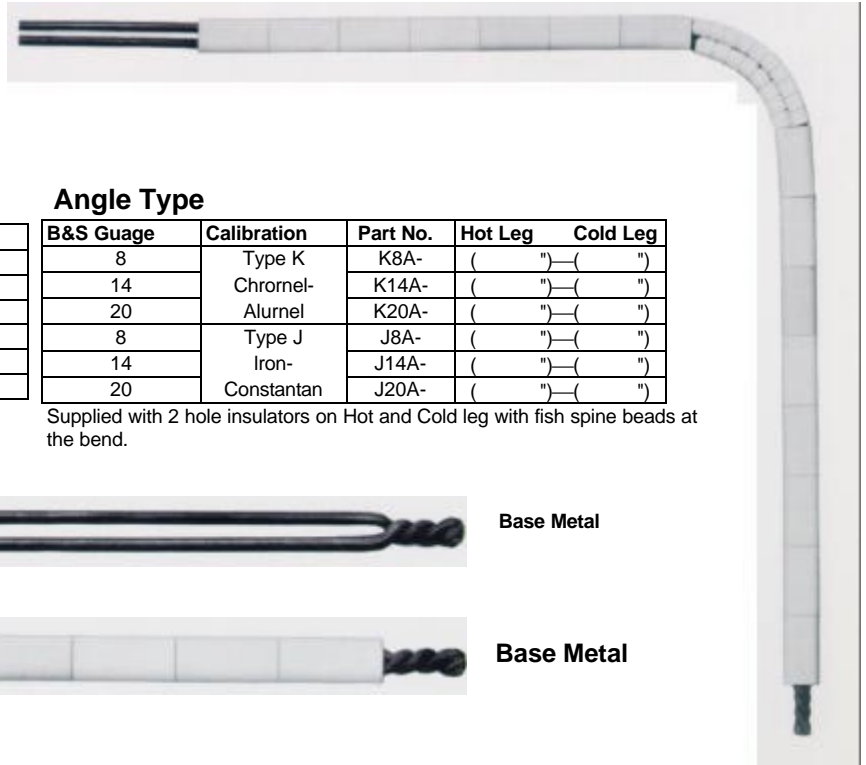 Angle Type
B&S Guage Calibration Part No. Hot Leg Cold Leg
8 Type K K8A- ( ")—( ")
14 Chrornel- K14A- ( ")—( ")
20 Alurnel K20A- ( ")—( ")
8 Type J J8A- ( ")—( ")
14 Iron- J14A- ( ")—( ")
20 Constantan J20A- ( ")—( ")
Supplied with 2 hole insulators on Hot and Cold leg with fish spine beads at
the bend.
Base Metal
Base Metal